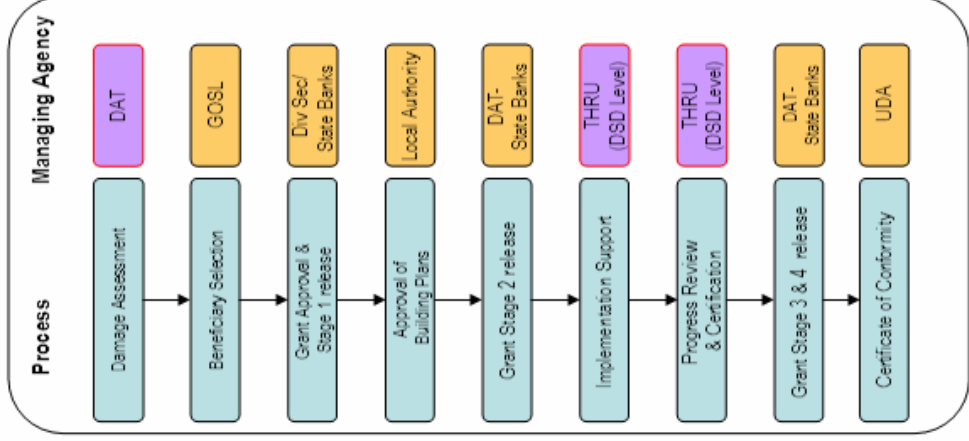 Process
Managing Agency
Damage Assessment
DAT
Beneficiary Selection
GOSL
Grant Approval &
Stage 1 release
Div Sec/
State Banks
Approval of
Building Plans
Local Authority
Grant Stage 2 release
DAT-
State Banks
Implementation Support
THRU
(DSD Level)
Progress Review
& Certification
THRU
(DSD Level)
Grant Stage 3 & 4 release
DAT-
State Banks
Certificate of Conformity
UDA